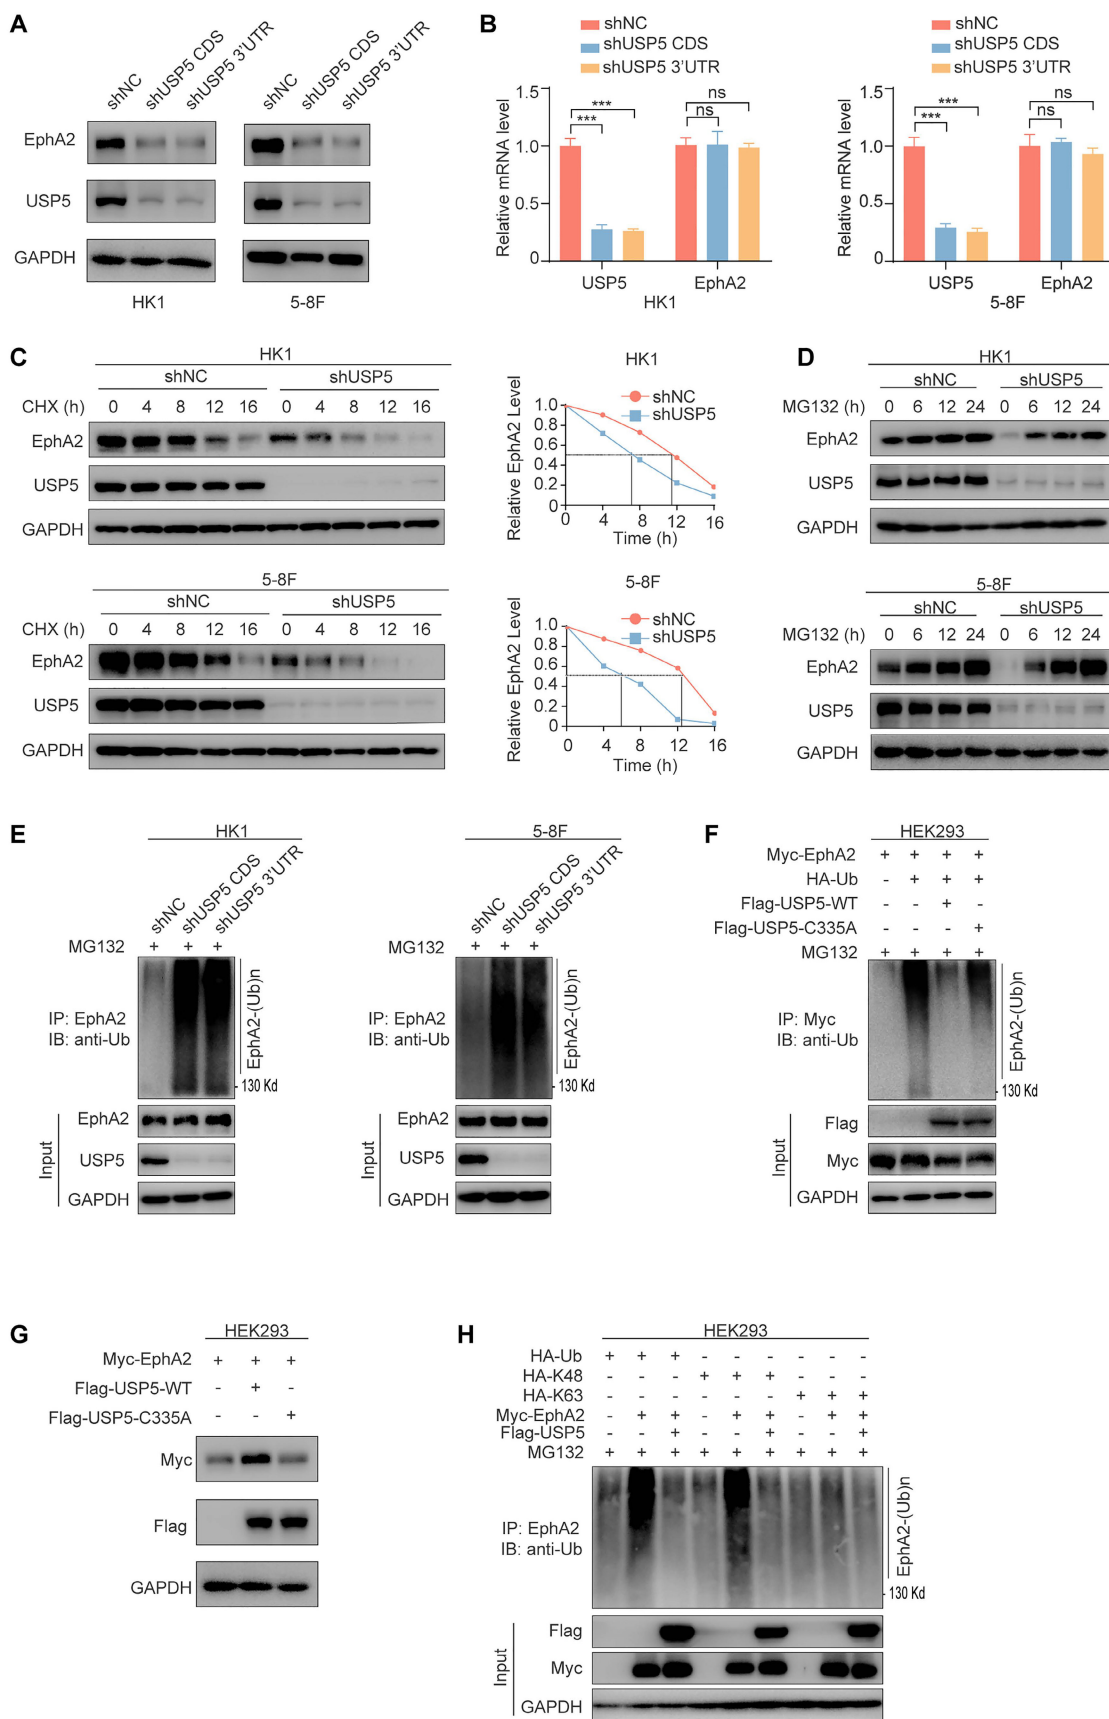 A
shNC
shUSP5 CDS
shUSP5 3'UTR
shNC
shUSP5 CDS
shUSP5 3'UTR
EphA2
USP5
GAPDH
HK1
5-8F
B
shNC
shUSP5 CDS
shUSP5 3'UTR
Relative mRNA level
1.5
1.0
0.5
0
***
***
ns
ns
USP5
EphA2
HK1
shNC
shUSP5 CDS
shUSP5 3'UTR
Relative mRNA level
1.5
1.0
0.5
0
***
***
ns
ns
USP5
EphA2
5-8F
C
HK1
shNC
shUSP5
CHX (h)
0 4 8 12 16 0 4 8 12 16
EphA2
USP5
GAPDH
5-8F
shNC
shUSP5
CHX (h)
0 4 8 12 16 0 4 8 12 16
EphA2
USP5
GAPDH
HK1
shNC
shUSP5
Relative EphA2 Level
1.0
0.8
0.6
0.4
0.2
0
0 4 8 12 16
Time (h)
5-8F
shNC
shUSP5
Relative EphA2 Level
1.0
0.8
0.6
0.4
0.2
0
0 4 8 12 16
Time (h)
D
HK1
shNC
shUSP5
MG132 (h)
0 6 12 24 0 6 12 24
EphA2
USP5
GAPDH
5-8F
shNC
shUSP5
MG132 (h)
0 6 12 24 0 6 12 24
EphA2
USP5
GAPDH
E
HK1
shNC
shUSP5 CDS
shUSP5 3'UTR
MG132 + + +
IP: EphA2
IB: anti-Ub
EphA2-(Ub)n
- 130 Kd
Input
EphA2
USP5
GAPDH
5-8F
shNC
shUSP5 CDS
shUSP5 3'UTR
MG132 + + +
IP: EphA2
IB: anti-Ub
EphA2-(Ub)n
- 130 Kd
Input
EphA2
USP5
GAPDH
F
HEK293
Myc-EphA2 + + + +
HA-Ub - + + +
Flag-USP5-WT - - + -
Flag-USP5-C335A - - - +
MG132 + + + +
IP: Myc
IB: anti-Ub
EphA2-(Ub)n
- 130 Kd
Input
Flag
Myc
GAPDH
G
HEK293
Myc-EphA2 + + +
Flag-USP5-WT - + -
Flag-USP5-C335A - - +
Myc
Flag
GAPDH
H
HEK293
HA-Ub + + + - - - - - -
HA-K48 - - - + + + - - -
HA-K63 - - - - - - + + +
Myc-EphA2 - + + - + + - + +
Flag-USP5 - - + - - + - - +
MG132 + + + + + + + + +
IP: EphA2
IB: anti-Ub
EphA2-(Ub)n
- 130 Kd
Input
Flag
Myc
GAPDH